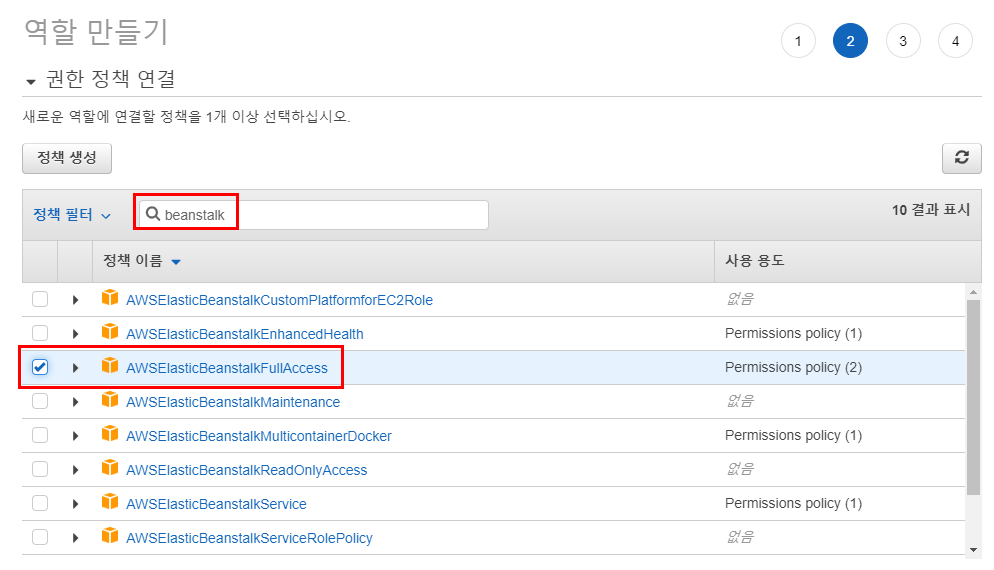 역할 만들기
1 2 3 4
권한 정책 연결
새로운 역할에 연결할 정책을 1개 이상 선택하십시오.
정책 생성
정책 필터 beanstalk 10 결과 표시
정책 이름 사용 용도
AWSElasticBeanstalkCustomPlatformforEC2Role 없음
AWSElasticBeanstalkEnhancedHealth Permissions policy (1)
AWSElasticBeanstalkFullAccess Permissions policy (2)
AWSElasticBeanstalkMaintenance 없음
AWSElasticBeanstalkMulticontainerDocker Permissions policy (1)
AWSElasticBeanstalkReadOnlyAccess 없음
AWSElasticBeanstalkService Permissions policy (1)
AWSElasticBeanstalkServiceRolePolicy 없음